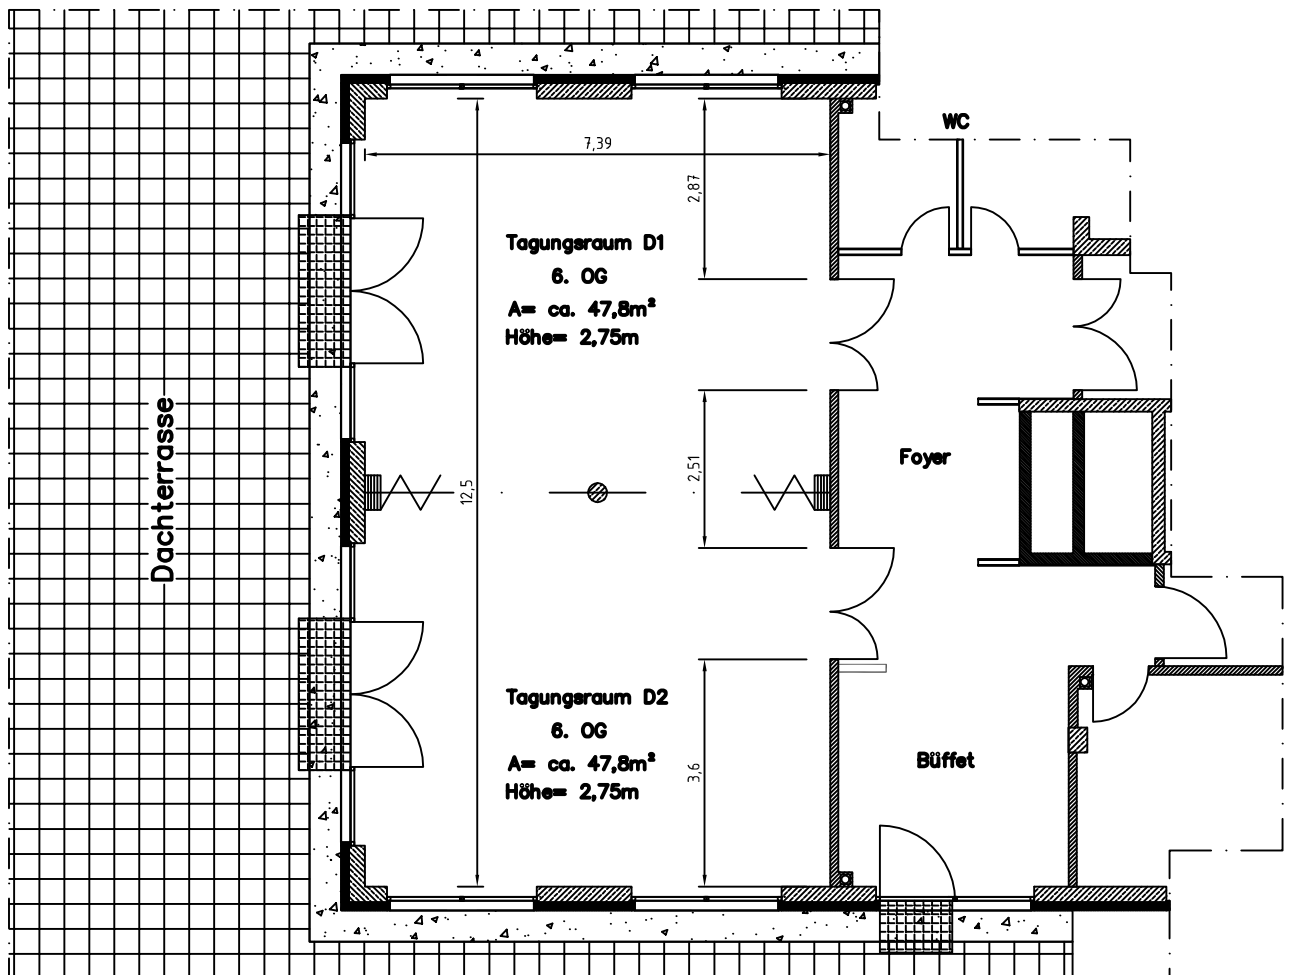 WC
7,39
2,87
Tagungsraum D1
6. OG
A= ca. 47,8m²
Höhe= 2,75m
Dachterrasse
Foyer
2,51
12,5
Tagungsraum D2
6. OG
A= ca. 47,8m²
Höhe= 2,75m
3,6
Büffet